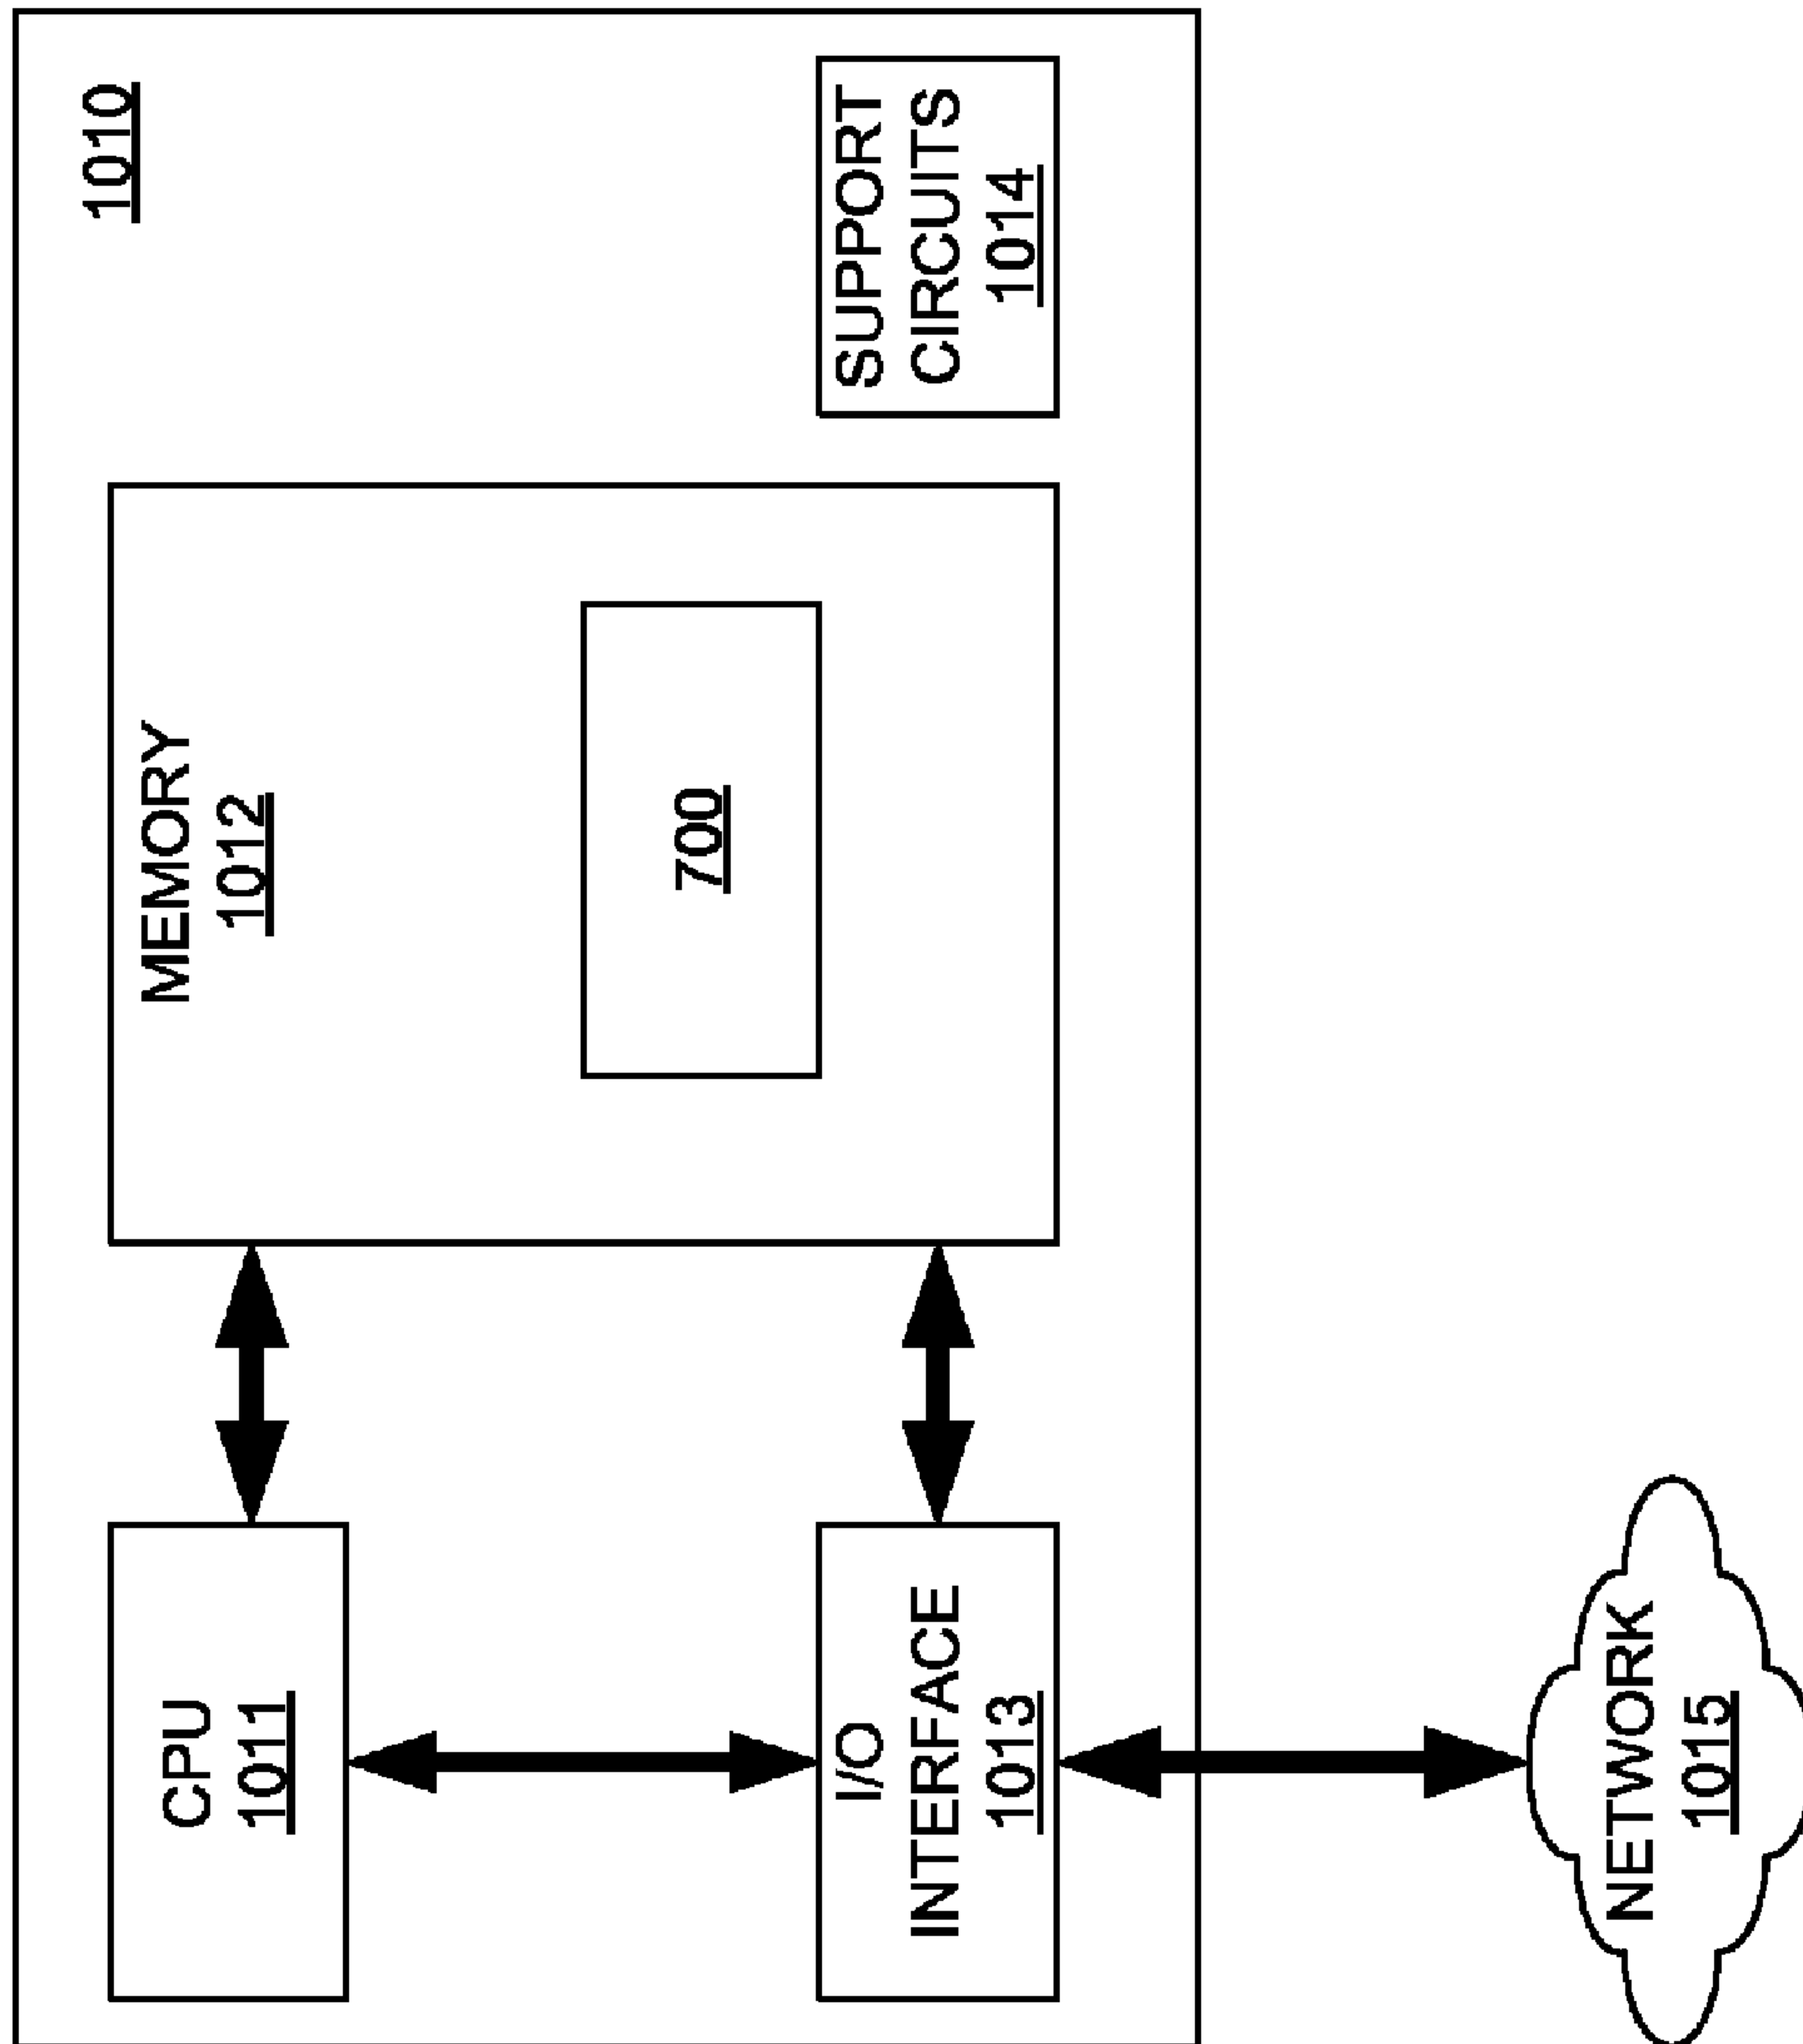 1010
CPU
1011
MEMORY
1012
700
I/O
INTERFACE
1013
SUPPORT
CIRCUITS
1014
NETWORK
1015